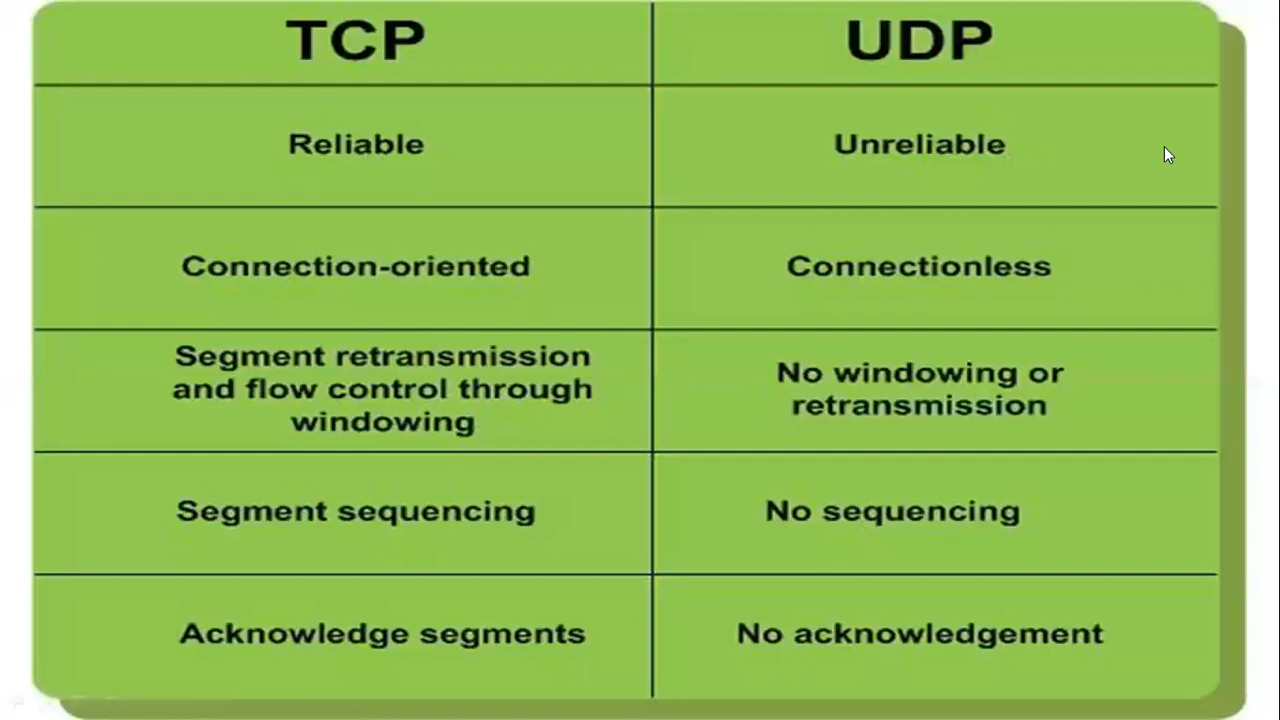 TCP
UDP
Reliable
Unreliable
Connection-oriented
Connectionless
Segment retransmission
and flow control through
windowing
No windowing or
retransmission
Segment sequencing
No sequencing
Acknowledge segments
No acknowledgement